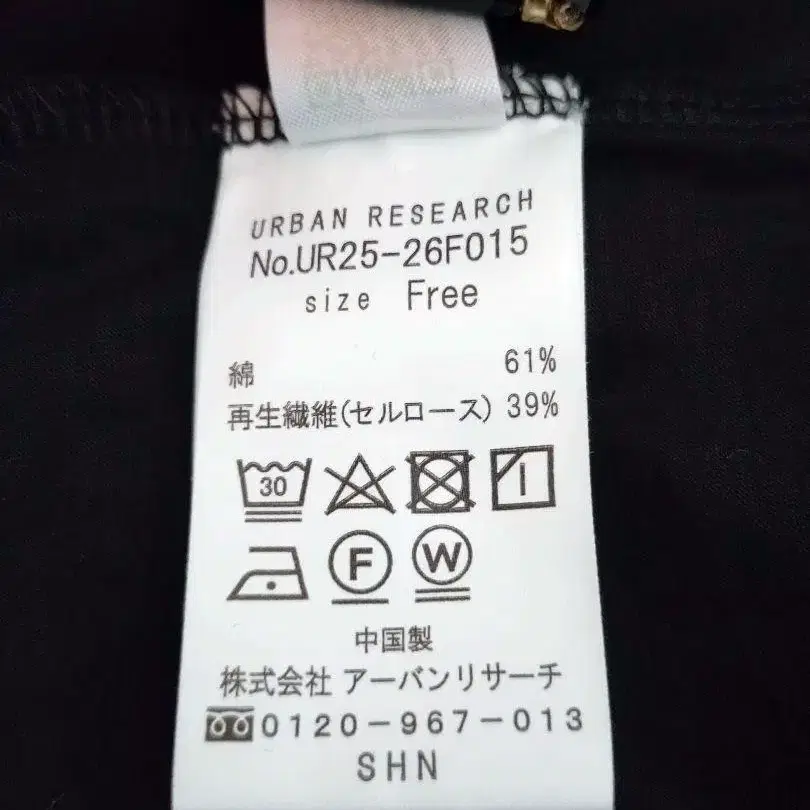 URBAN RESEARCH
No.UR25-26F015
size Free
綿 61%
再生繊維(セルロース) 39%
30
F W
中国製
株式会社 アーバンリサーチ
0120-967-013
SHN